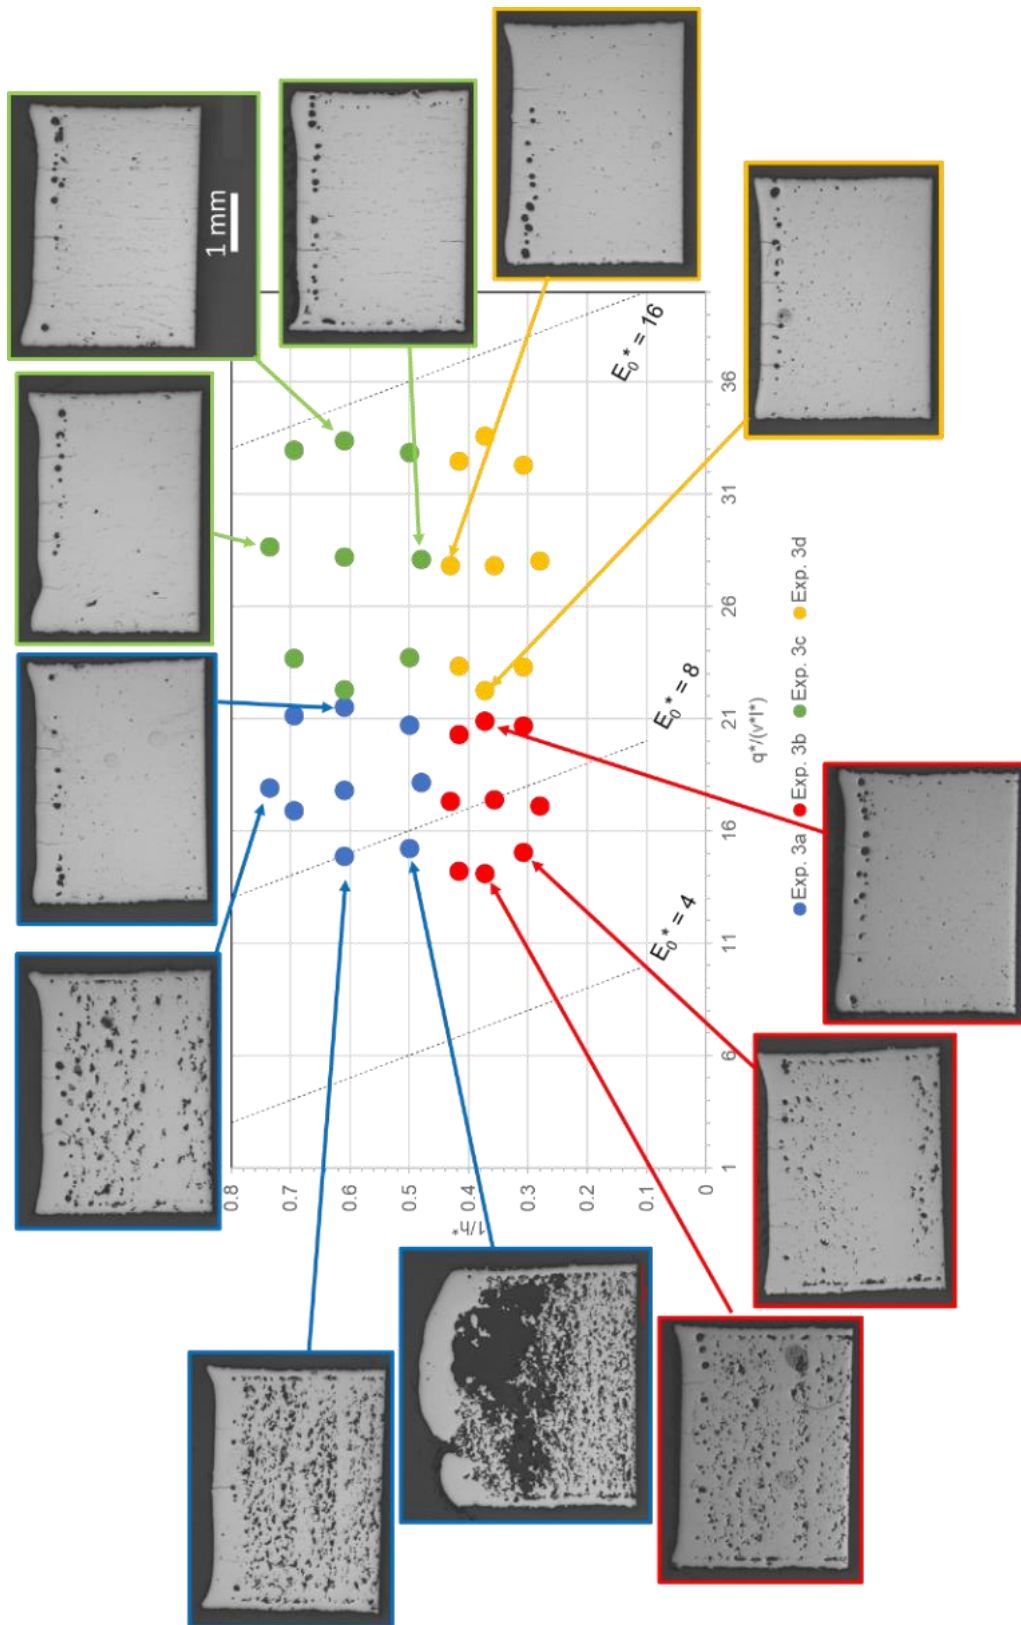 1 mm
1/h*
0.8
0.7
0.6
0.5
0.4
0.3
0.2
0.1
0
1
6
11
16
21
26
31
36
q*/(v*l*)
E₀* = 4
E₀* = 8
E₀* = 16
Exp. 3a Exp. 3b Exp. 3c Exp. 3d